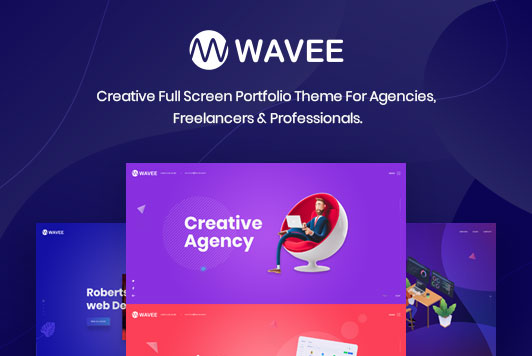 WAVEE
Creative Full Screen Portfolio Theme For Agencies,
Freelancers & Professionals.
WAVEE
Creative
Agency
WAVEE
Roberts
web De
WAVEE